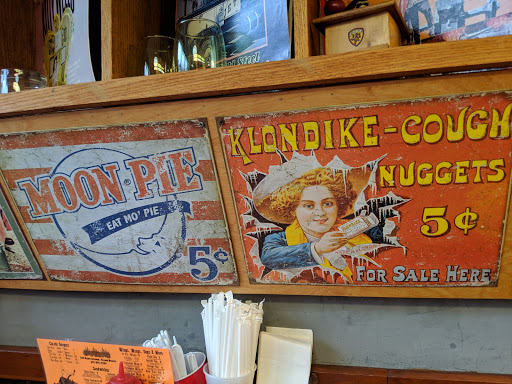 MOON PIE
EAT MO' PIE
5¢
KLONDIKE-COUGH
NUGGETS
5¢
FOR SALE HERE